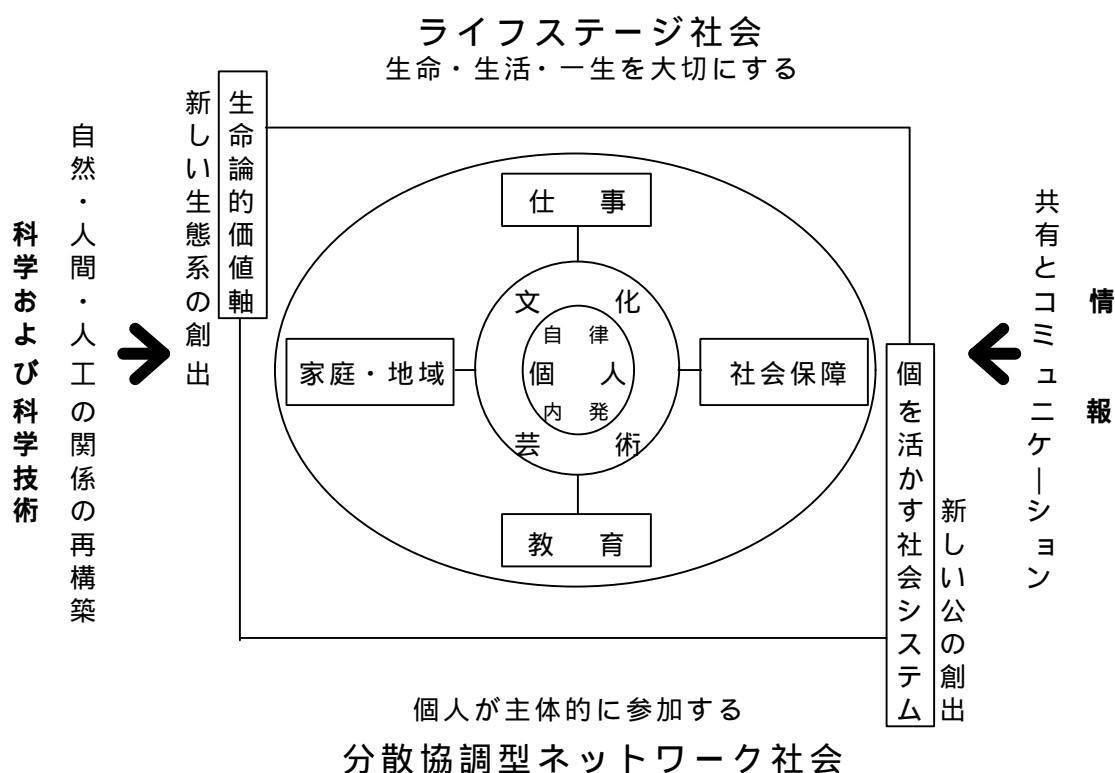 ライフステージ社会
生命・生活・一生を大切にする
科学および科学技術
自然・人間・人工の関係の再構築
新しい生態系の創出
生命論的価値軸
仕 事
文 化
自 律
個 人
内 発
芸 術
家庭・地域
社会保障
教 育
個を活かす社会システム
新しい公の創出
共有とコミュニケーション
情 報
個人が主体的に参加する
分散協調型ネットワーク社会